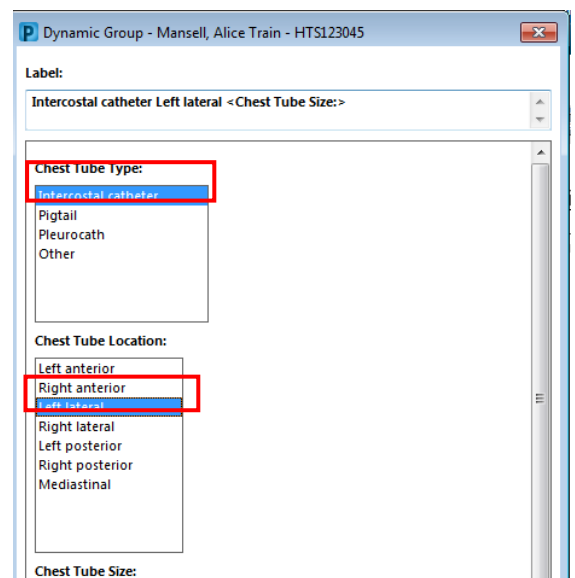 P Dynamic Group - Mansell, Alice Train - HTS123045
Label:
Intercostal catheter Left lateral <Chest Tube Size:>
Chest Tube Type:
Intercostal catheter
Pigtail
Pleurocath
Other
Chest Tube Location:
Left anterior
Right anterior
Left lateral
Right lateral
Left posterior
Right posterior
Mediastinal
Chest Tube Size: